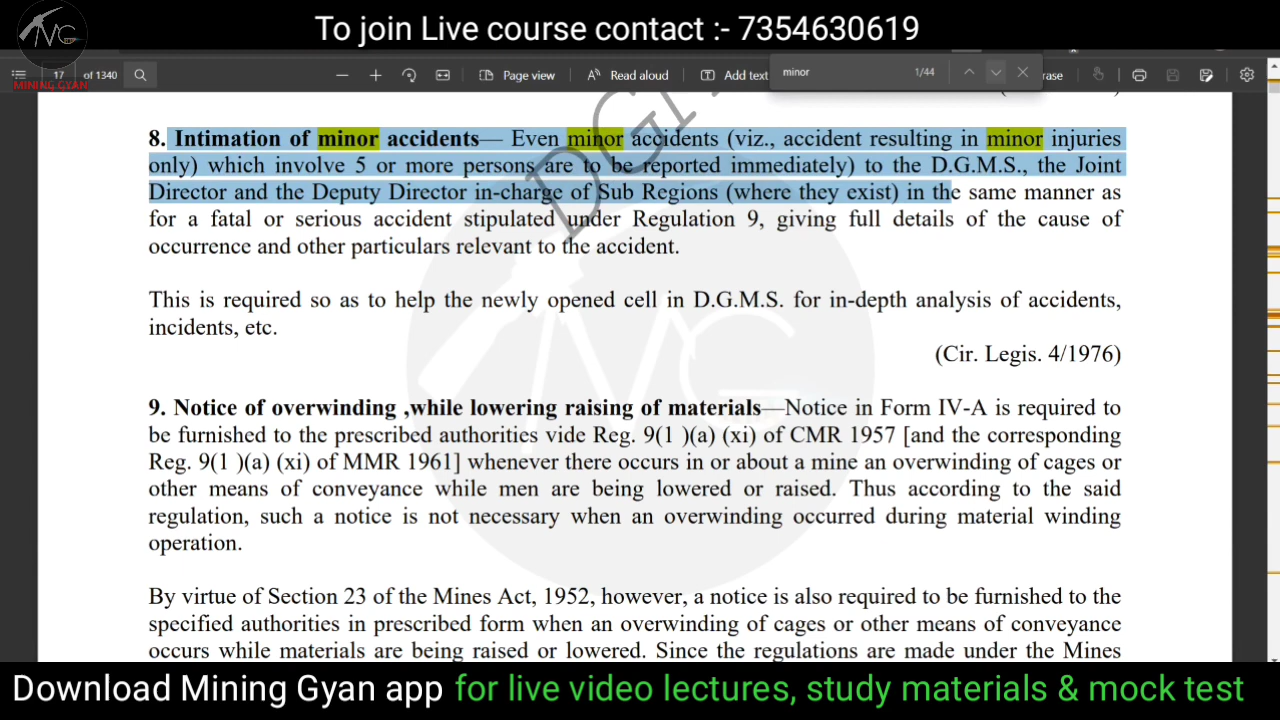 To join Live course contact :- 7354630619
MG
MINING GYAN
17 of 1340
Page view
Read aloud
Add text
minor 1/44
rase
8. Intimation of minor accidents— Even minor accidents (viz., accident resulting in minor injuries
only) which involve 5 or more persons are to be reported immediately) to the D.G.M.S., the Joint
Director and the Deputy Director in-charge of Sub Regions (where they exist) in the same manner as
for a fatal or serious accident stipulated under Regulation 9, giving full details of the cause of
occurrence and other particulars relevant to the accident.
This is required so as to help the newly opened cell in D.G.M.S. for in-depth analysis of accidents,
incidents, etc.
(Cir. Legis. 4/1976)
9. Notice of overwinding ,while lowering raising of materials—Notice in Form IV-A is required to
be furnished to the prescribed authorities vide Reg. 9(1 )(a) (xi) of CMR 1957 [and the corresponding
Reg. 9(1 )(a) (xi) of MMR 1961] whenever there occurs in or about a mine an overwinding of cages or
other means of conveyance while men are being lowered or raised. Thus according to the said
regulation, such a notice is not necessary when an overwinding occurred during material winding
operation.
By virtue of Section 23 of the Mines Act, 1952, however, a notice is also required to be furnished to the
specified authorities in prescribed form when an overwinding of cages or other means of conveyance
occurs while materials are being raised or lowered. Since the regulations are made under the Mines
Download Mining Gyan app for live video lectures, study materials & mock test